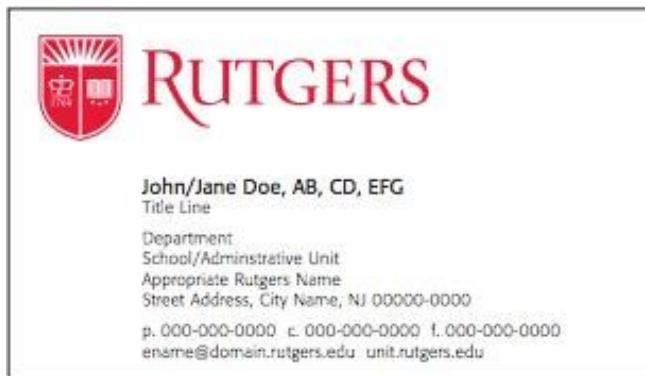 1766
RUTGERS
John/Jane Doe, AB, CD, EFG
Title Line
Department
School/Adminstrative Unit
Appropriate Rutgers Name
Street Address, City Name, NJ 00000-0000
p. 000-000-0000 c. 000-000-0000 f. 000-000-0000
ename@domain.rutgers.edu unit.rutgers.edu